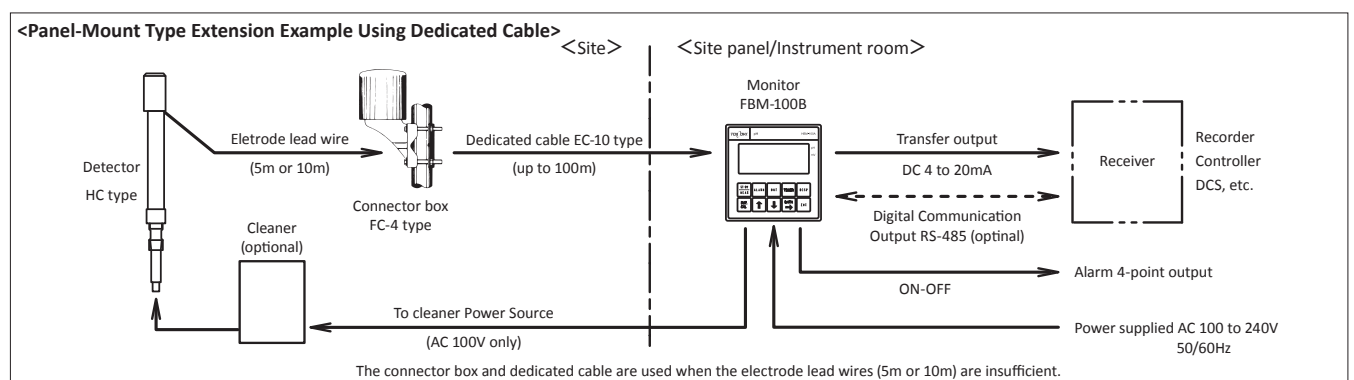 <Panel-Mount Type Extension Example Using Dedicated Cable>
<Site>
<Site panel/Instrument room>
Monitor
FBM-100B
Eletrode lead wire
(5m or 10m)
Dedicated cable EC-10 type
(up to 100m)
Transfer output
DC 4 to 20mA
Receiver
Recorder
Controller
DCS, etc.
Detector
HC type
Connector box
FC-4 type
Digital Communication
Output RS-485 (optinal)
Cleaner
(optional)
Alarm 4-point output
ON-OFF
To cleaner Power Source
(AC 100V only)
Power supplied AC 100 to 240V
50/60Hz
The connector box and dedicated cable are used when the electrode lead wires (5m or 10m) are insufficient.